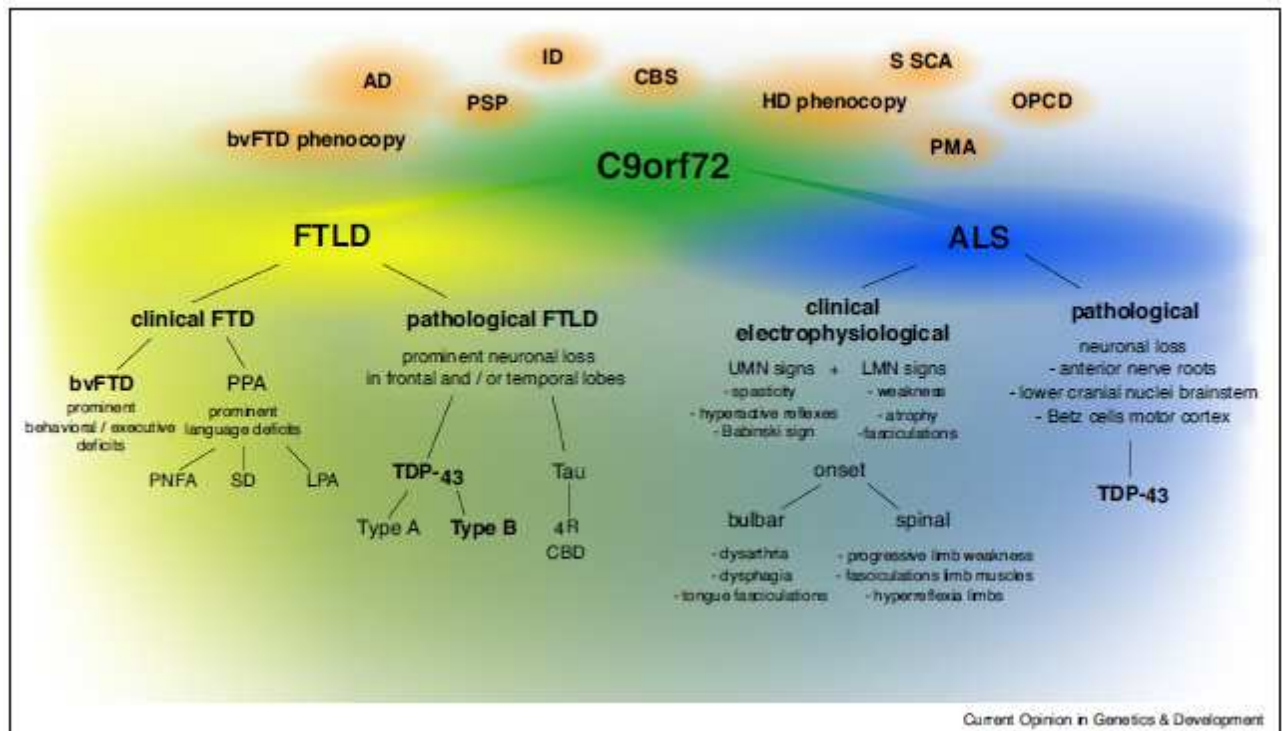 ID
S SCA
AD
CBS
PSP
HD phenocopy
OPCD
bvFTD phenocopy
PMA
C9orf72
FTLD
ALS
clinical FTD
pathological FTLD
clinical
electrophysiological
pathological
prominent neuronal loss
in frontal and / or temporal lobes
neuronal loss
- anterior nerve roots
- lower cranial nuclei brainstem
- Betz cells motor cortex
bvFTD
prominent
behavioral / executive
deficits
PPA
prominent
language deficits
UMN signs + LMN signs
- spasticity
- hyperactive reflexes
- Babinski sign
- weakness
- atrophy
-fasciculations
PNFA
SD
LPA
TDP-43
Tau
onset
TDP-43
Type A
Type B
4R
CBD
bulbar
spinal
- dysarthria
- dysphagia
- tongue fasciculations
- progressive limb weakness
- fasciculations limb muscles
- hyperreflexia limbs
Current Opinion in Genetics & Development